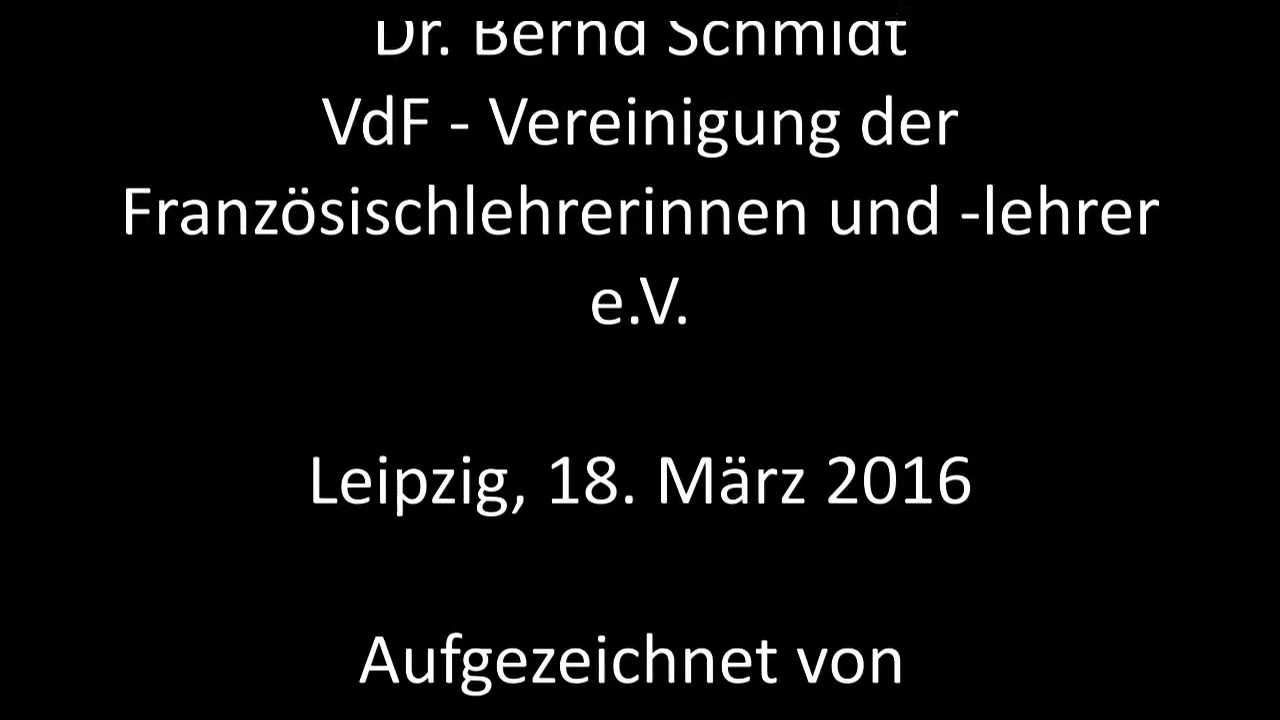 Dr. Bernd Schmidt
VdF - Vereinigung der
Französischlehrerinnen und -lehrer
e.V.
Leipzig, 18. März 2016
Aufgezeichnet von